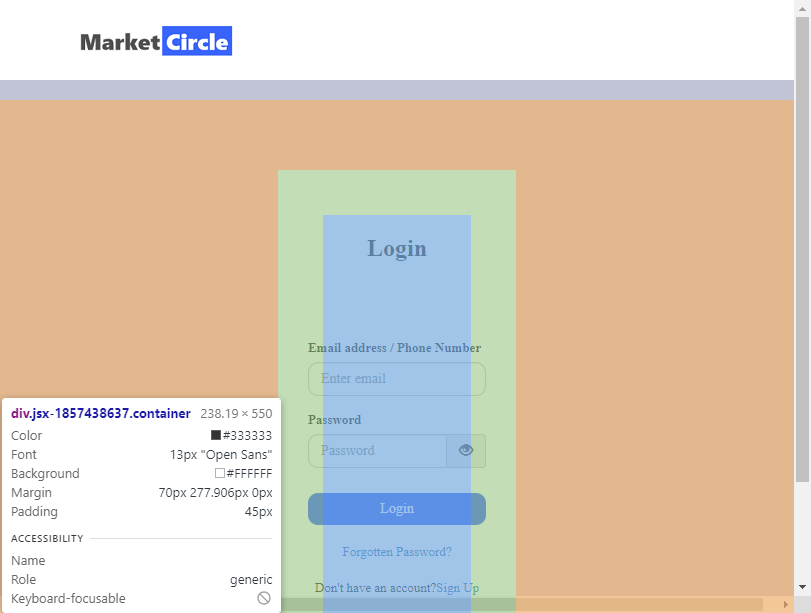 Market Circle
Login
Email address / Phone Number
Enter email
Password
Password
Login
Forgotten Password?
Don't have an account?Sign Up
div.jsx-1857438637.container 238.19 × 550
Color #333333
Font 13px "Open Sans"
Background #FFFFFF
Margin 70px 277.906px 0px
Padding 45px
ACCESSIBILITY
Name
Role generic
Keyboard-focusable